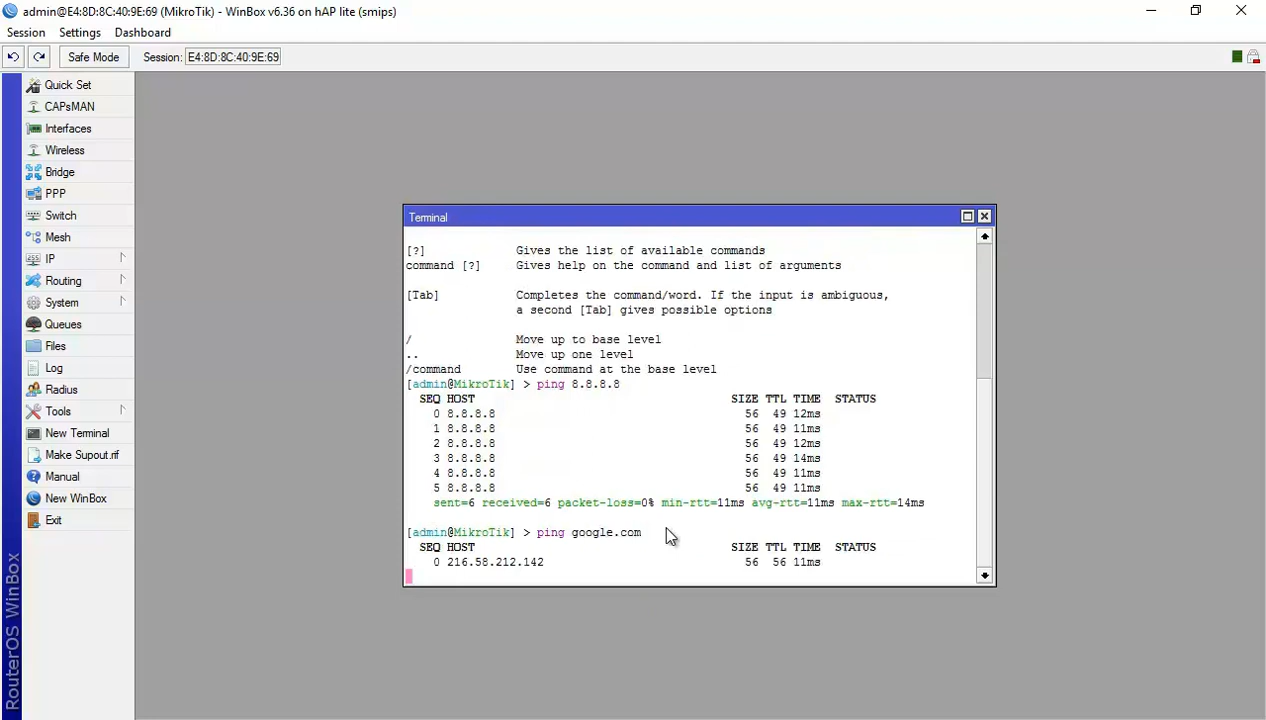 admin@E4:8D:8C:40:9E:69 (MikroTik) - WinBox v6.36 on hAP lite (smips)
Session Settings Dashboard
Safe Mode Session: E4:8D:8C:40:9E:69
Quick Set
CAPsMAN
Interfaces
Wireless
Bridge
PPP
Switch
Mesh
IP
Routing
System
Queues
Files
Log
Radius
Tools
New Terminal
Make Supout.rif
Manual
New WinBox
Exit
RouterOS WinBox
Terminal
[?] Gives the list of available commands
command [?] Gives help on the command and list of arguments
[Tab] Completes the command/word. If the input is ambiguous,
a second [Tab] gives possible options
/ Move up to base level
.. Move up one level
/command Use command at the base level
[admin@MikroTik] > ping 8.8.8.8
SEQ HOST SIZE TTL TIME STATUS
0 8.8.8.8 56 49 12ms
1 8.8.8.8 56 49 11ms
2 8.8.8.8 56 49 12ms
3 8.8.8.8 56 49 14ms
4 8.8.8.8 56 49 11ms
5 8.8.8.8 56 49 11ms
sent=6 received=6 packet-loss=0% min-rtt=11ms avg-rtt=11ms max-rtt=14ms
[admin@MikroTik] > ping google.com
SEQ HOST SIZE TTL TIME STATUS
0 216.58.212.142 56 56 11ms